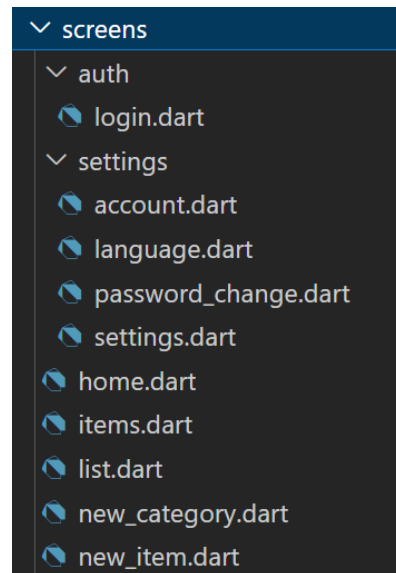 screens
auth
login.dart
settings
account.dart
language.dart
password_change.dart
settings.dart
home.dart
items.dart
list.dart
new_category.dart
new_item.dart